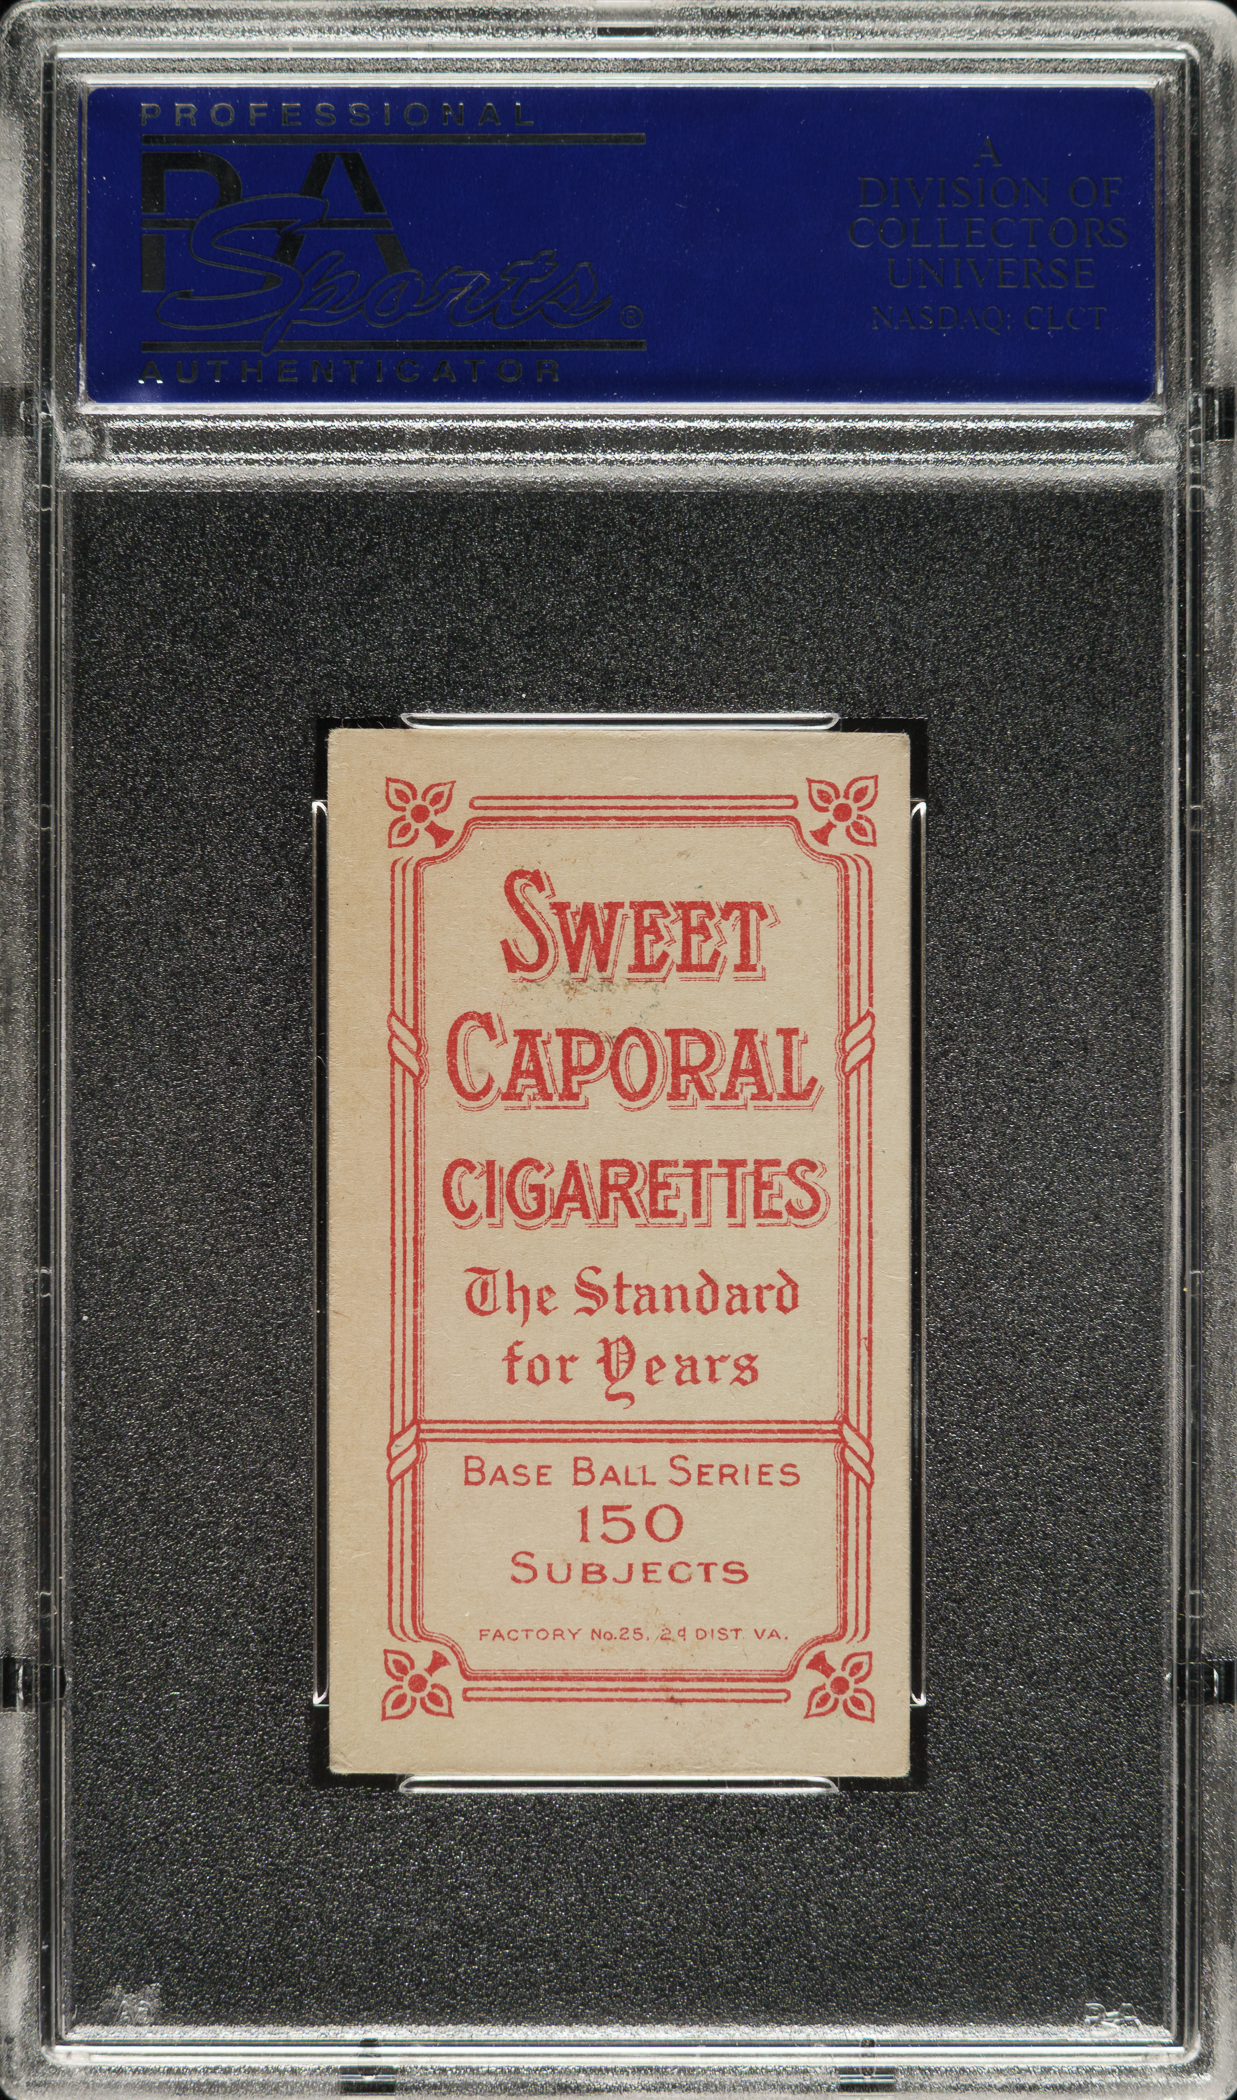 PROFESSIONAL
PSA
Sports®
AUTHENTICATOR
A
DIVISION OF
COLLECTORS
UNIVERSE
NASDAQ: CLCT
SWEET
CAPORAL
CIGARETTES
The Standard
for Years
BASE BALL SERIES
150
SUBJECTS
FACTORY No.25, 2d DIST. VA.
PSA